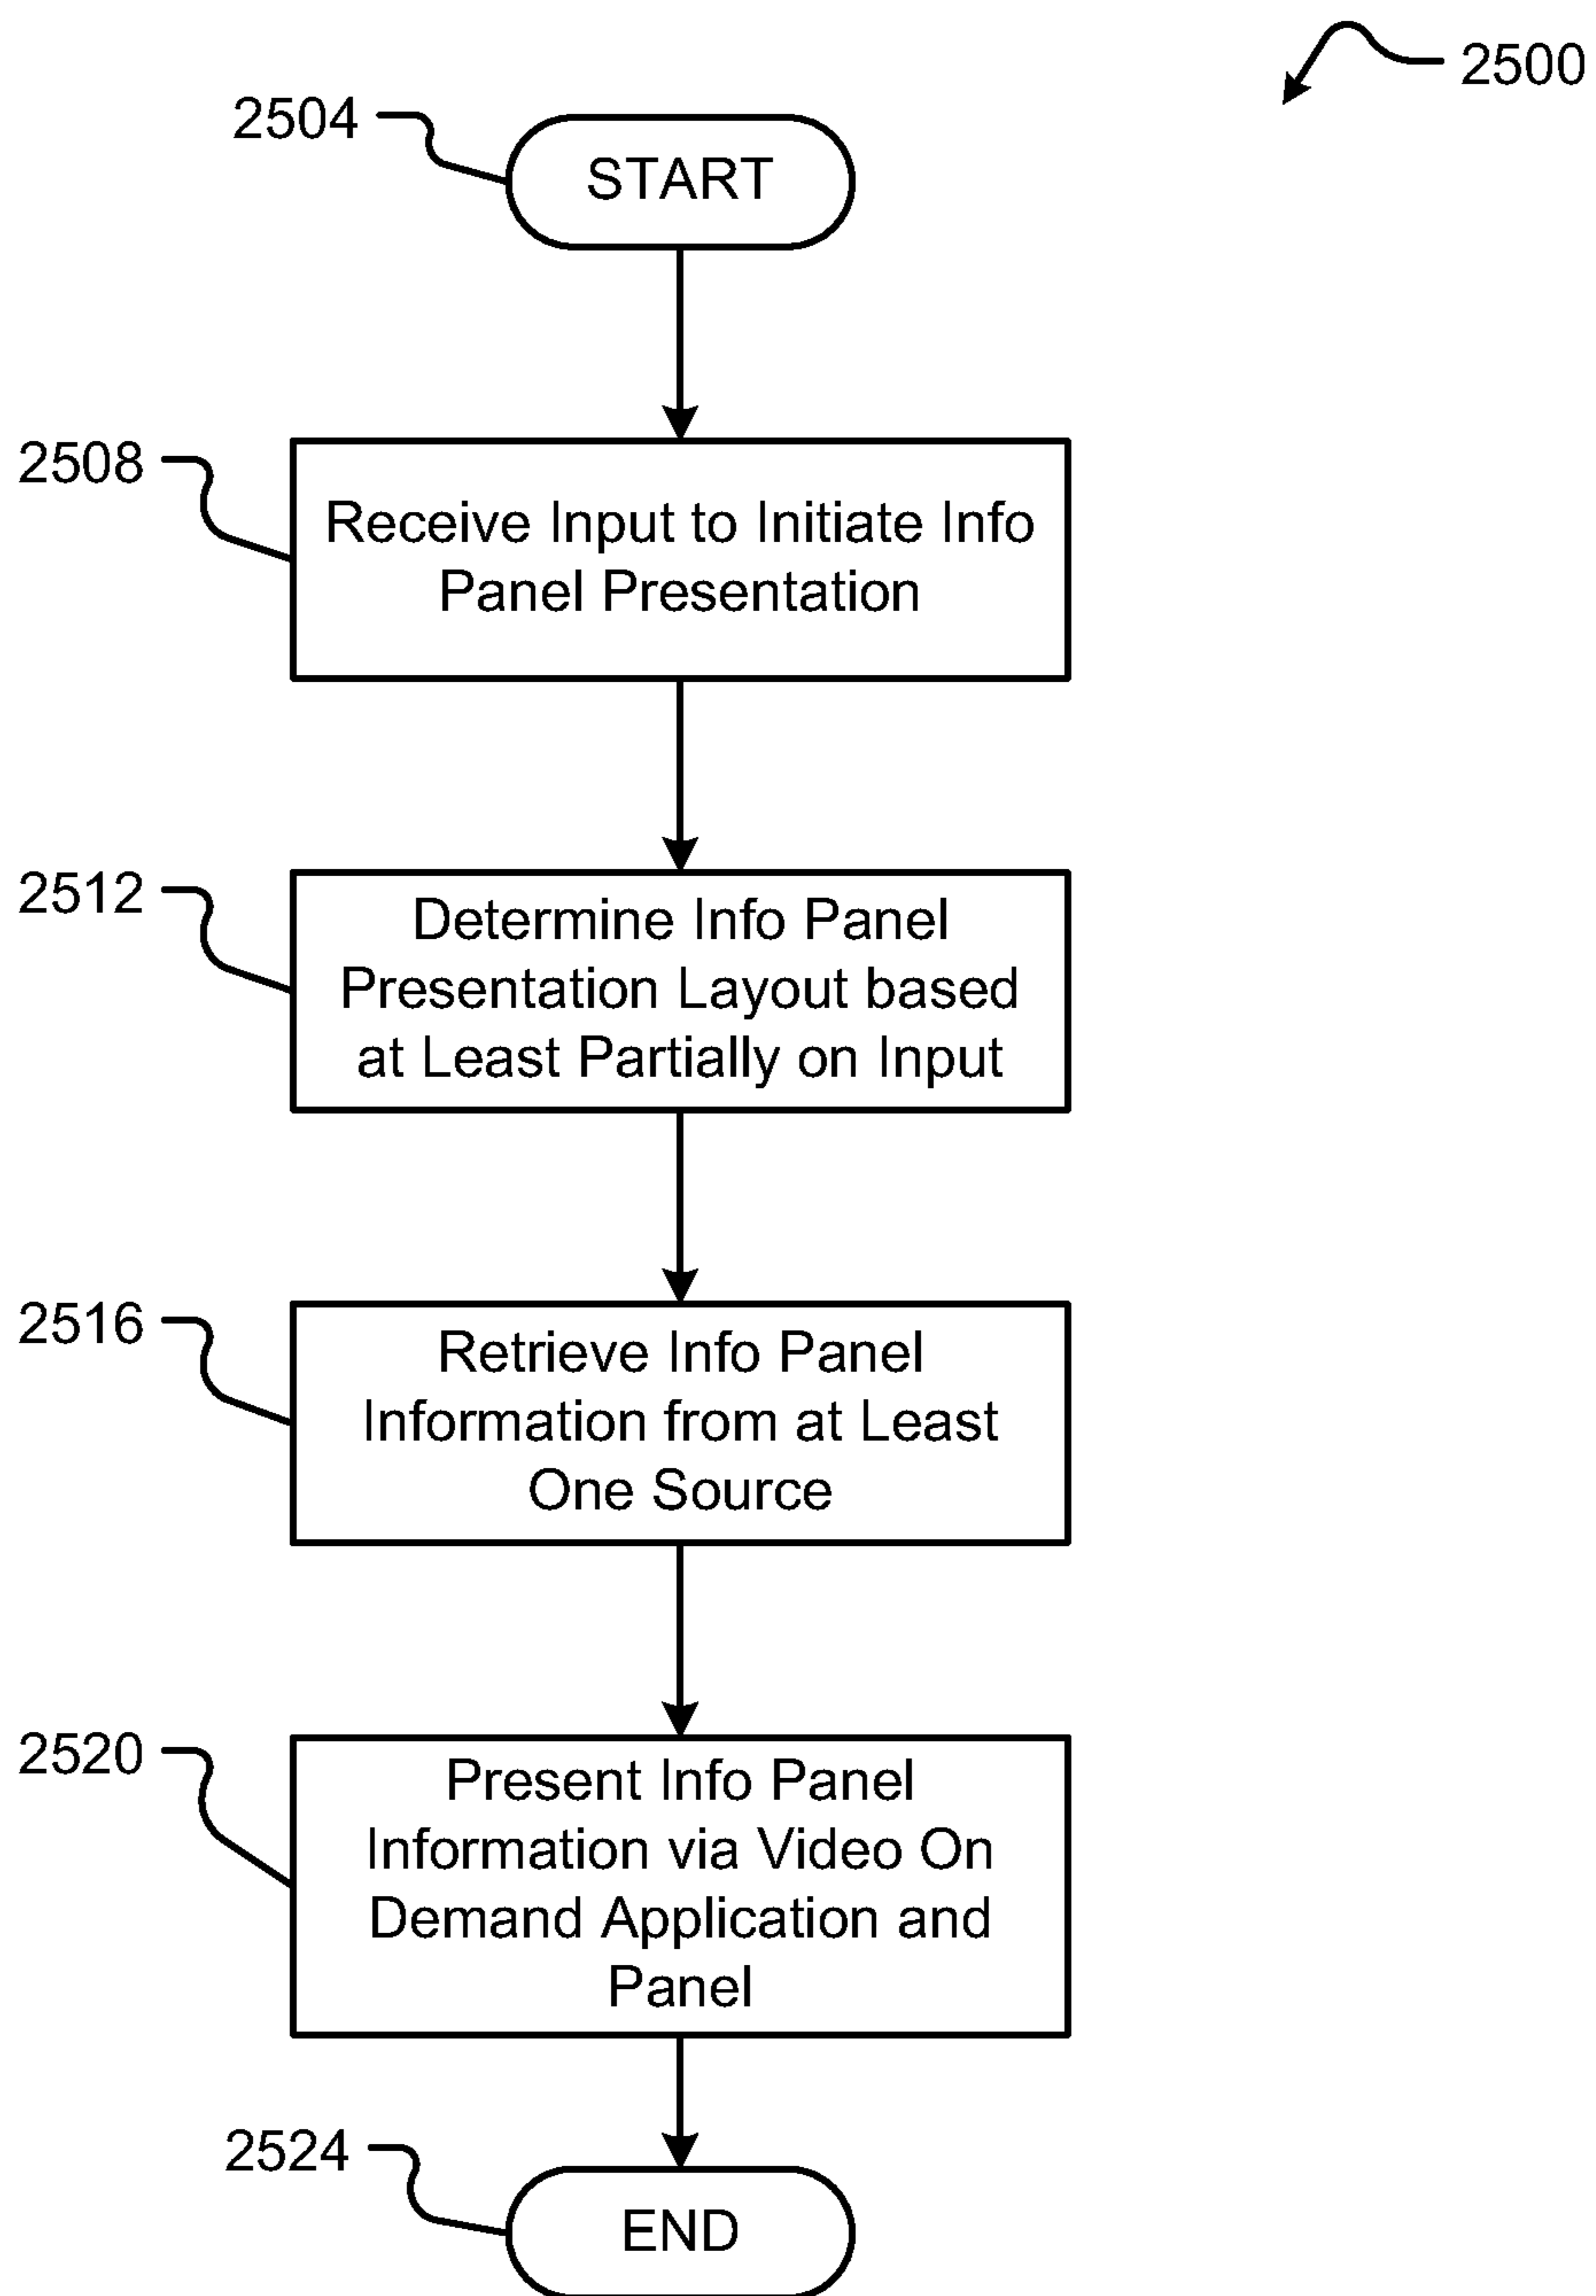 2500
2504
START
2508
Receive Input to Initiate Info
Panel Presentation
2512
Determine Info Panel
Presentation Layout based
at Least Partially on Input
2516
Retrieve Info Panel
Information from at Least
One Source
2520
Present Info Panel
Information via Video On
Demand Application and
Panel
2524
END